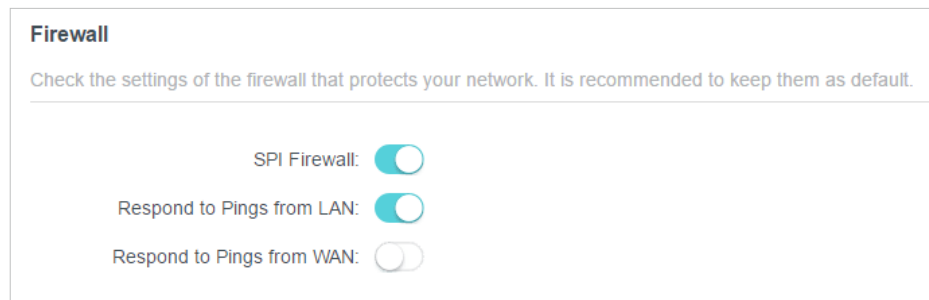 Firewall
Check the settings of the firewall that protects your network. It is recommended to keep them as default.
SPI Firewall:
Respond to Pings from LAN:
Respond to Pings from WAN: